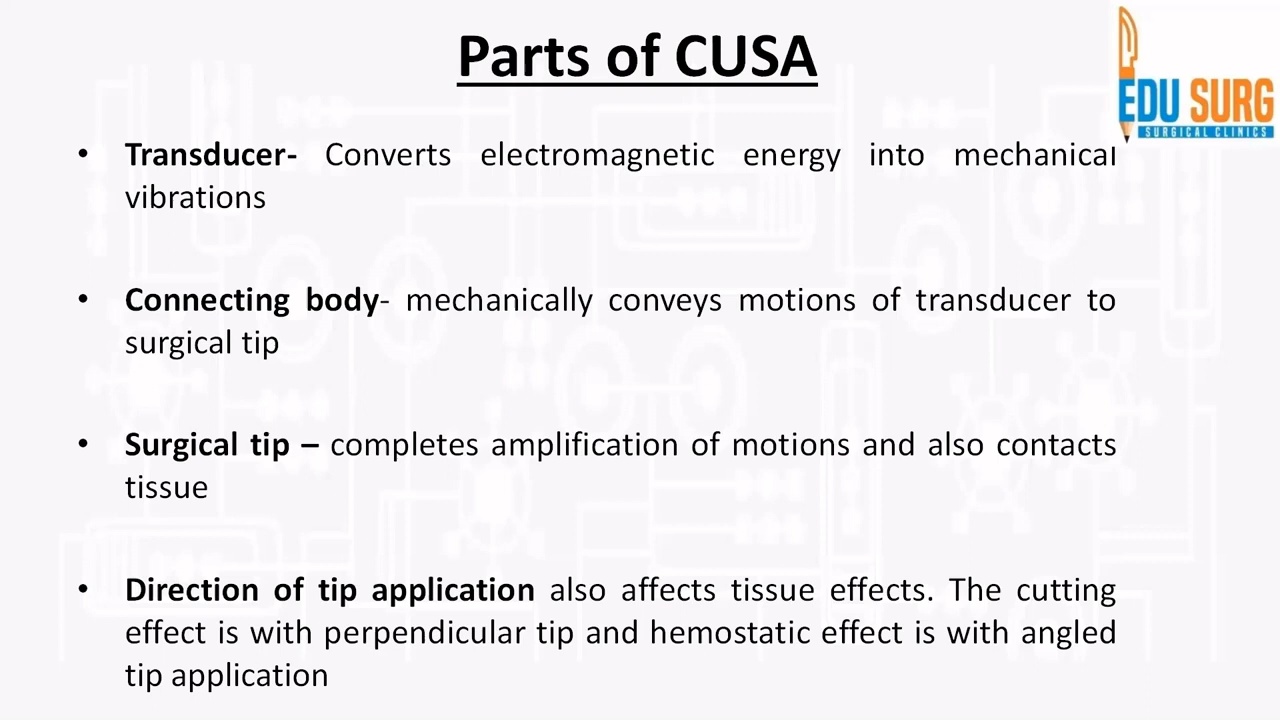 Parts of CUSA
EDU SURG
SURGICAL CLINICS
• Transducer- Converts electromagnetic energy into mechanical
vibrations
• Connecting body- mechanically conveys motions of transducer to
surgical tip
• Surgical tip – completes amplification of motions and also contacts
tissue
• Direction of tip application also affects tissue effects. The cutting
effect is with perpendicular tip and hemostatic effect is with angled
tip application